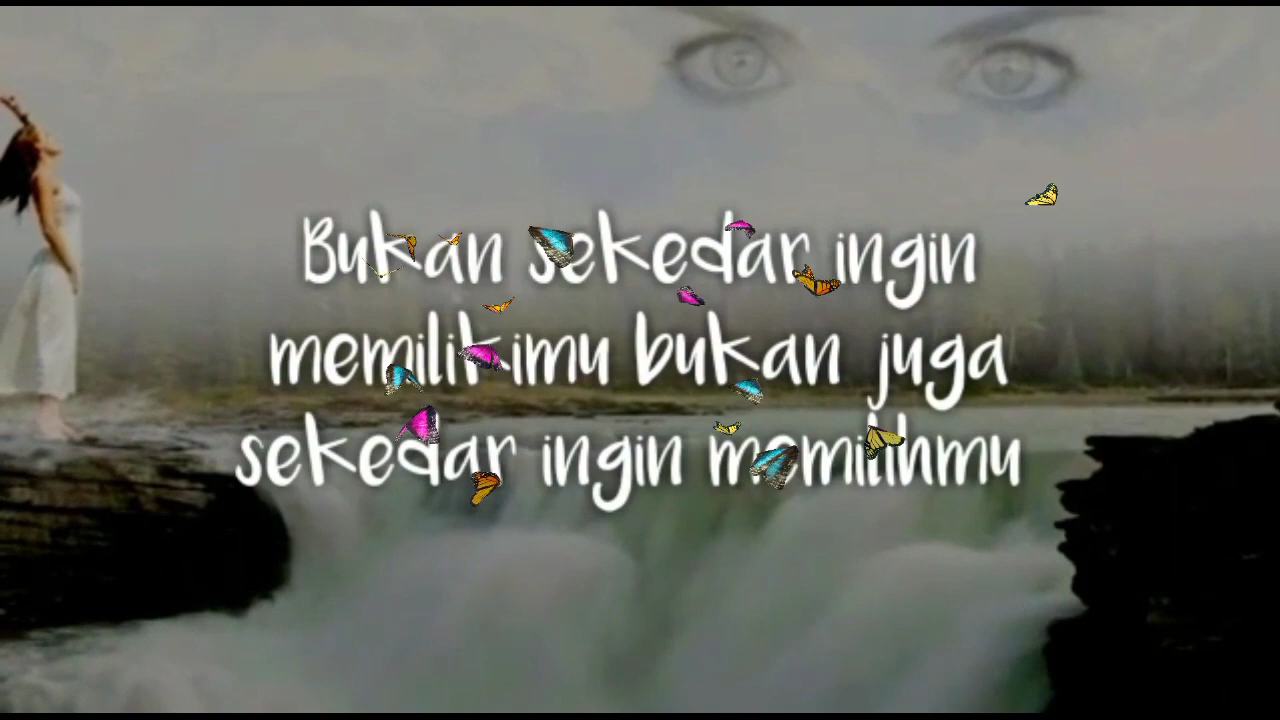 Bukan sekedar ingin
memilikimu bukan juga
sekedar ingin memilihmu